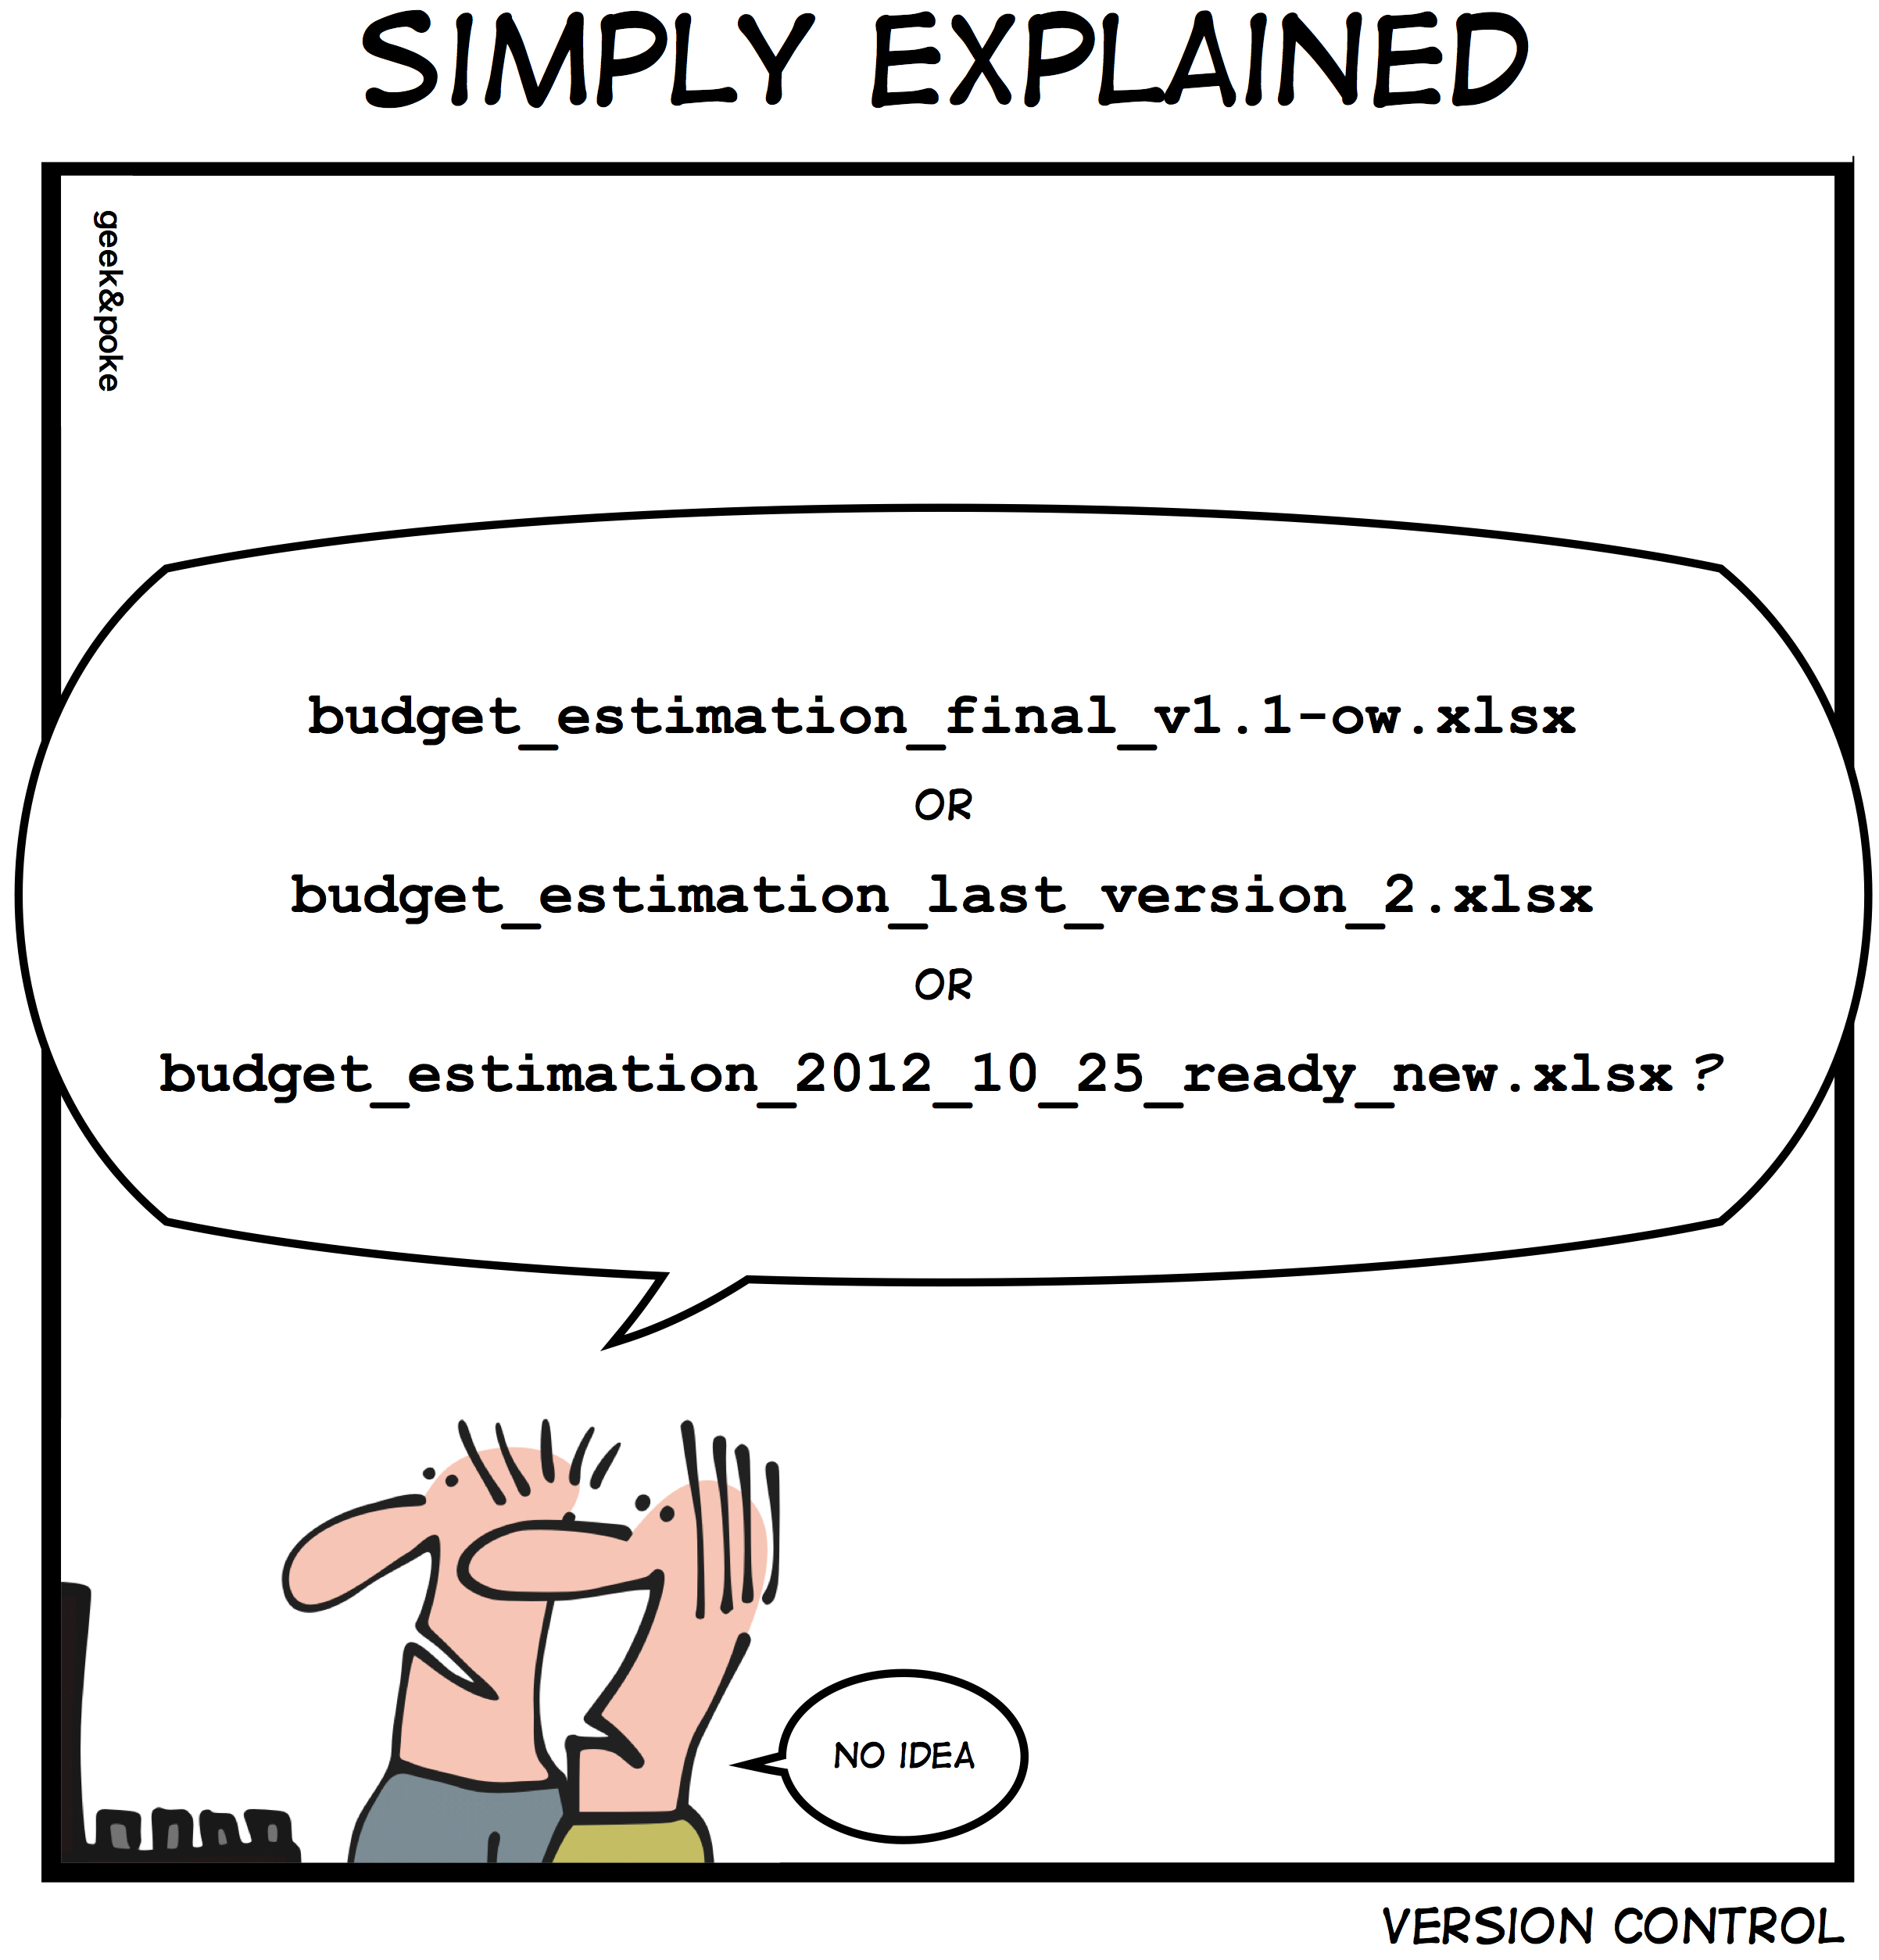 SIMPLY EXPLAINED
geek&poke
budget_estimation_final_v1.1-ow.xlsx
OR
budget_estimation_last_version_2.xlsx
OR
budget_estimation_2012_10_25_ready_new.xlsx ?
NO IDEA
VERSION CONTROL